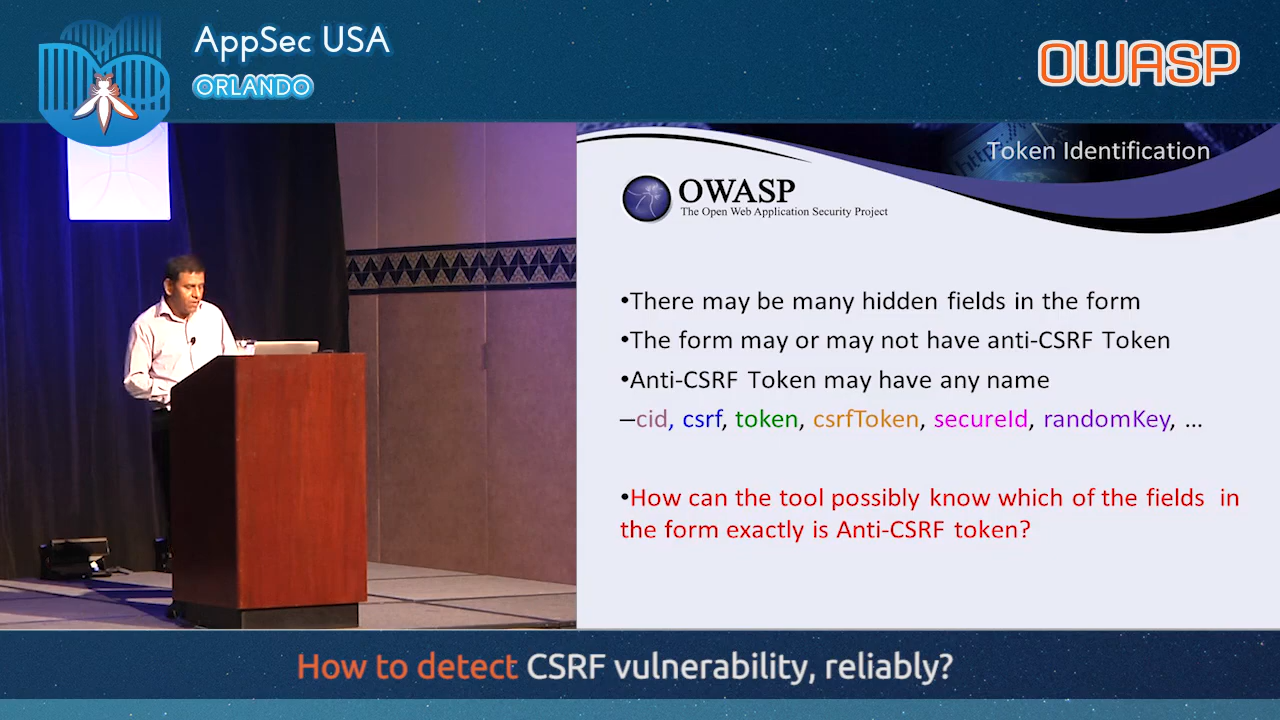 AppSec USA
ORLANDO
OWASP
Token Identification
OWASP
The Open Web Application Security Project
•There may be many hidden fields in the form
•The form may or may not have anti-CSRF Token
•Anti-CSRF Token may have any name
–cid, csrf, token, csrfToken, secureId, randomKey, ...
•How can the tool possibly know which of the fields in
the form exactly is Anti-CSRF token?
How to detect CSRF vulnerability, reliably?